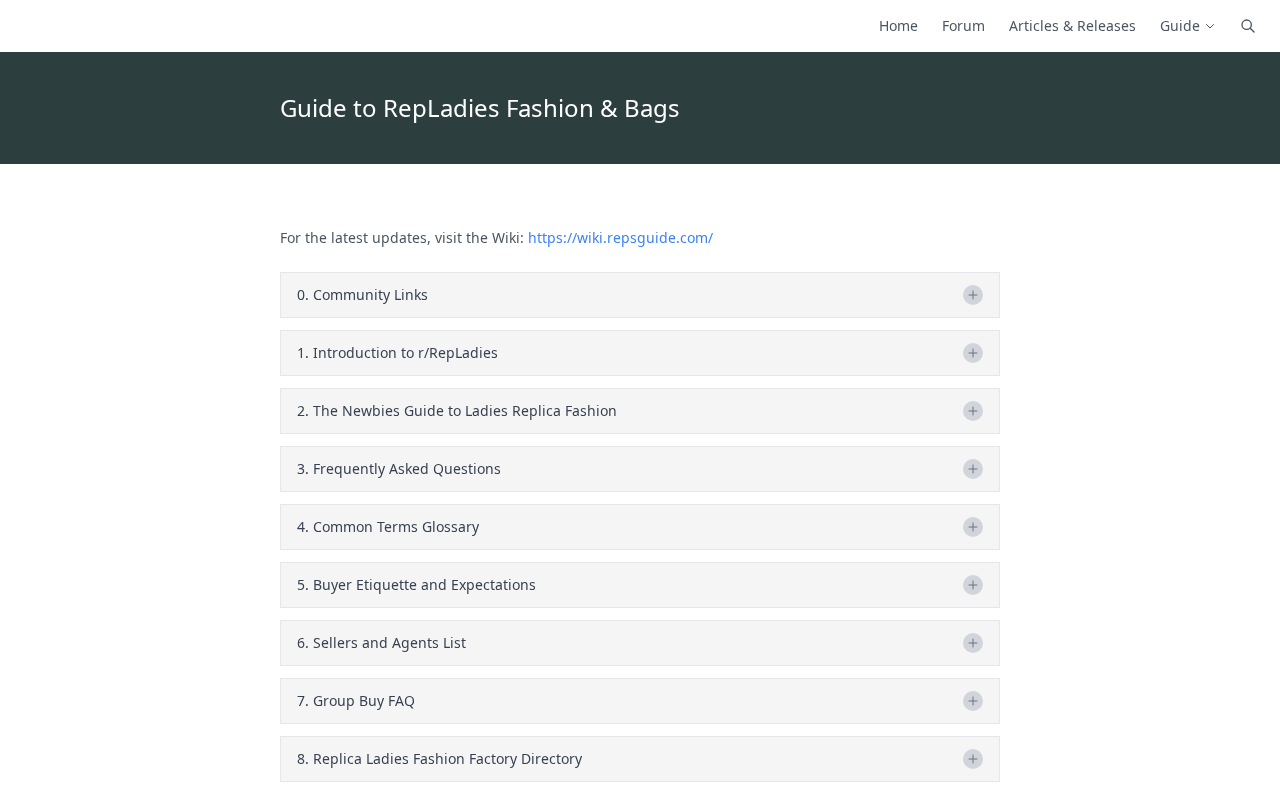 Home Forum Articles & Releases Guide
Guide to RepLadies Fashion & Bags
For the latest updates, visit the Wiki: https://wiki.repsguide.com/
0. Community Links
1. Introduction to r/RepLadies
2. The Newbies Guide to Ladies Replica Fashion
3. Frequently Asked Questions
4. Common Terms Glossary
5. Buyer Etiquette and Expectations
6. Sellers and Agents List
7. Group Buy FAQ
8. Replica Ladies Fashion Factory Directory